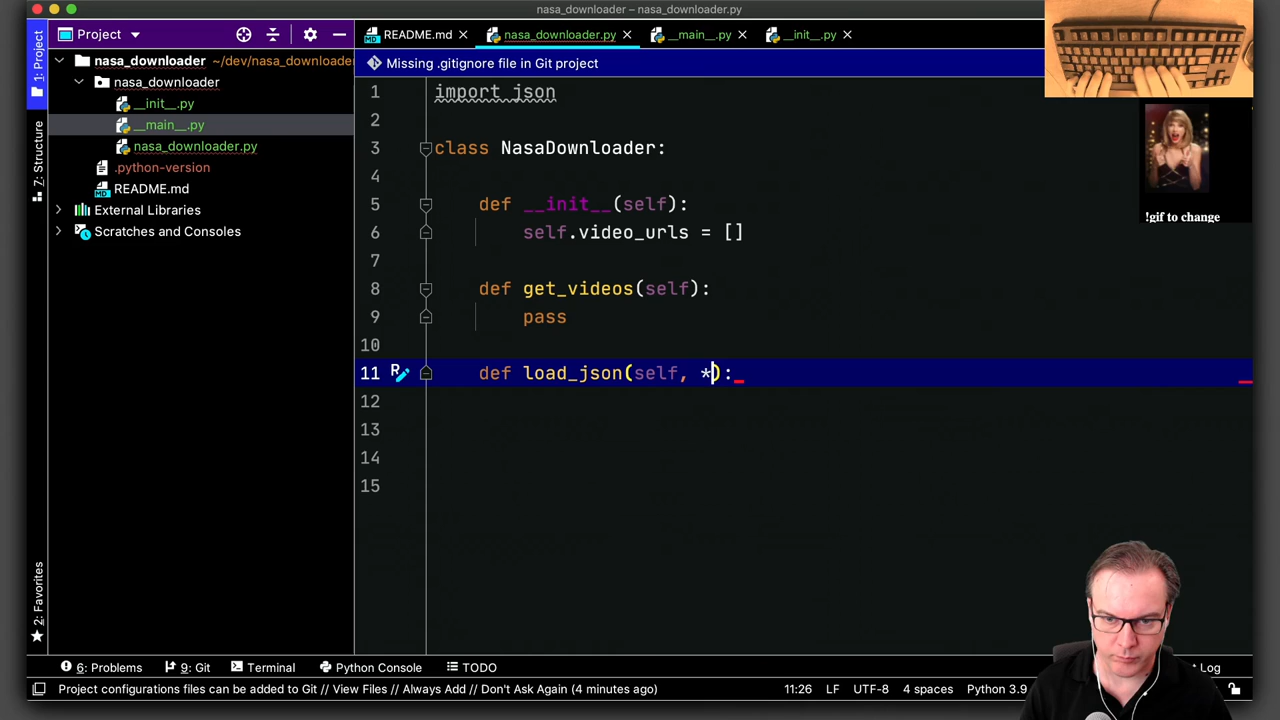 nasa_downloader – nasa_downloader.py
Project
README.md
nasa_downloader.py
__main__.py
__init__.py
1: Project
7: Structure
2: Favorites
nasa_downloader ~/dev/nasa_downloader
nasa_downloader
__init__.py
__main__.py
nasa_downloader.py
.python-version
README.md
External Libraries
Scratches and Consoles
Missing .gitignore file in Git project
1 import json
2
3 class NasaDownloader:
4
5 def __init__(self):
6 self.video_urls = []
7
8 def get_videos(self):
9 pass
10
11 def load_json(self, *):
12
13
14
15
!gif to change
6: Problems
9: Git
Terminal
Python Console
TODO
Log
Project configurations files can be added to Git // View Files // Always Add // Don't Ask Again (4 minutes ago)
11:26
LF
UTF-8
4 spaces
Python 3.9